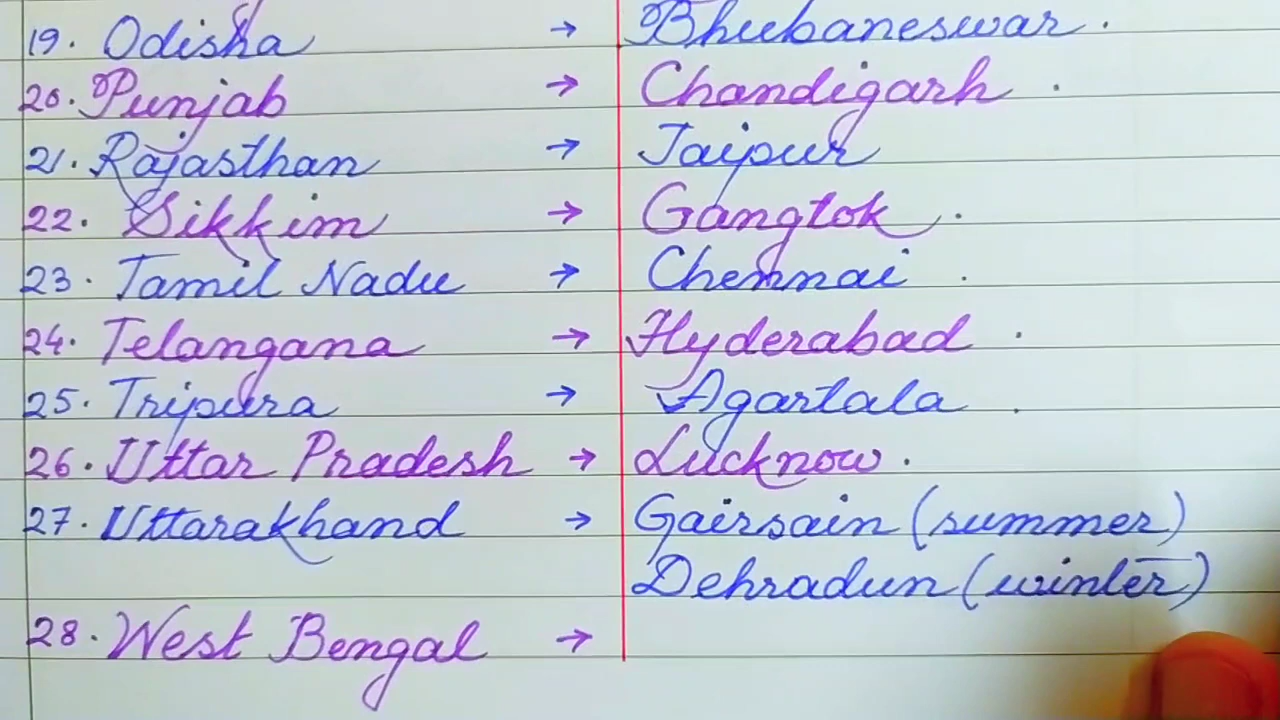 19. Odisha → Bhubaneswar.
20. Punjab → Chandigarh.
21. Rajasthan → Jaipur
22. Sikkim → Gangtok.
23. Tamil Nadu → Chennai.
24. Telangana → Hyderabad.
25. Tripura → Agartala.
26. Uttar Pradesh → Lucknow.
27. Uttarakhand → Gairsain (summer)
Dehradun (winter)
28. West Bengal →